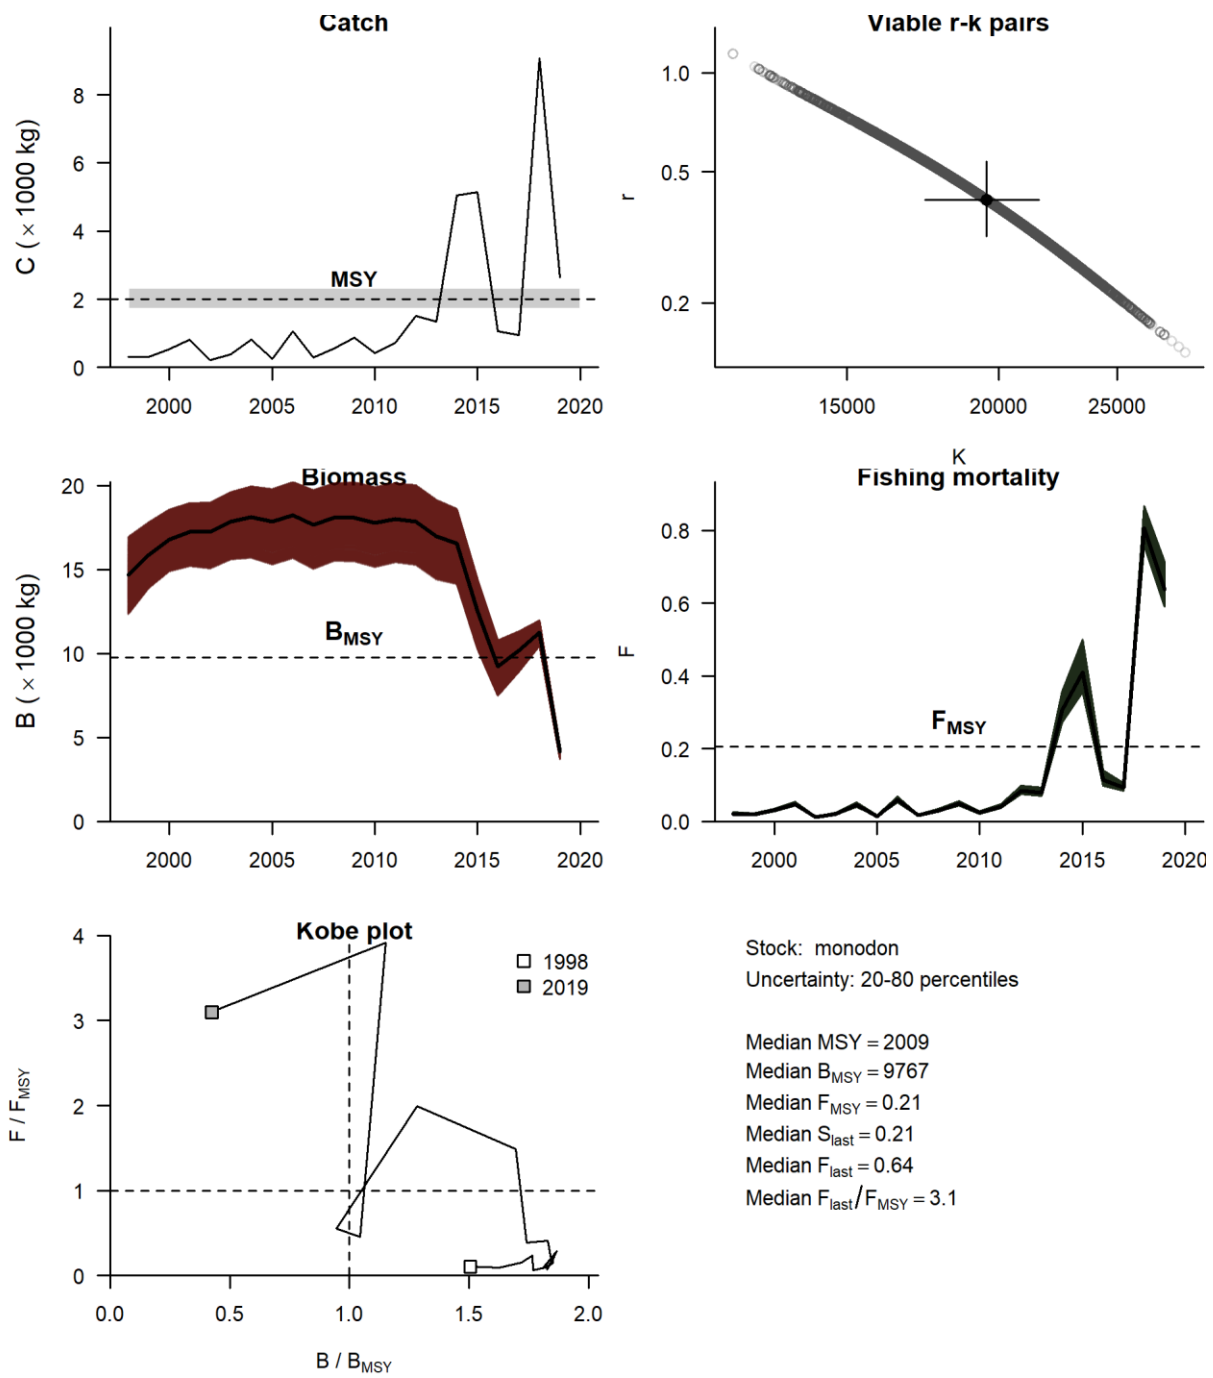 Catch
C ( × 1000 kg)
8
6
4
2
0
MSY
2000 2005 2010 2015 2020
Viable r-k pairs
r
1.0
0.5
0.2
15000 20000 25000
K
Biomass
B ( × 1000 kg)
20
15
10
5
0
BMSY
2000 2005 2010 2015 2020
Fishing mortality
F
0.8
0.6
0.4
0.2
0.0
FMSY
2000 2005 2010 2015 2020
Kobe plot
F / FMSY
4
3
2
1
0
1998
2019
0.0 0.5 1.0 1.5 2.0
B / BMSY
Stock: monodon
Uncertainty: 20-80 percentiles
Median MSY = 2009
Median BMSY = 9767
Median FMSY = 0.21
Median Slast = 0.21
Median Flast = 0.64
Median Flast/FMSY = 3.1